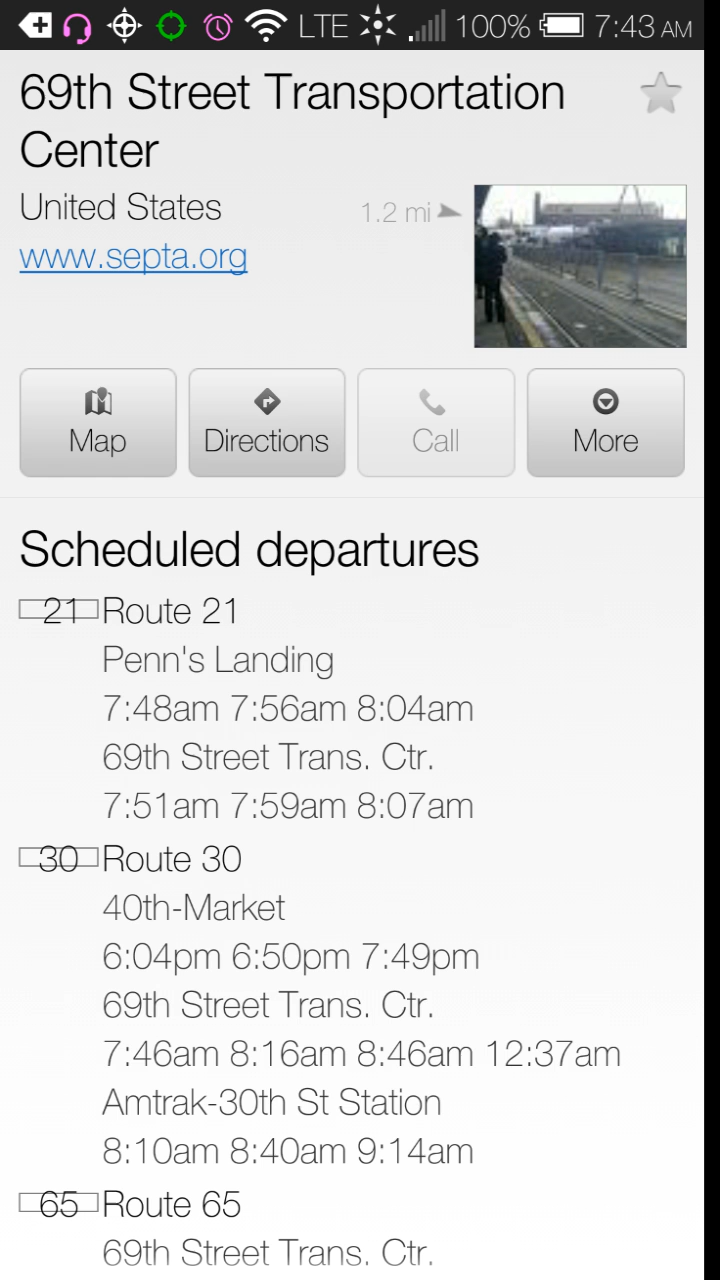 LTE 100% 7:43 AM
69th Street Transportation
Center
United States
1.2 mi
www.septa.org
Map Directions Call More
Scheduled departures
21 Route 21
Penn's Landing
7:48am 7:56am 8:04am
69th Street Trans. Ctr.
7:51am 7:59am 8:07am
30 Route 30
40th-Market
6:04pm 6:50pm 7:49pm
69th Street Trans. Ctr.
7:46am 8:16am 8:46am 12:37am
Amtrak-30th St Station
8:10am 8:40am 9:14am
65 Route 65
69th Street Trans. Ctr.